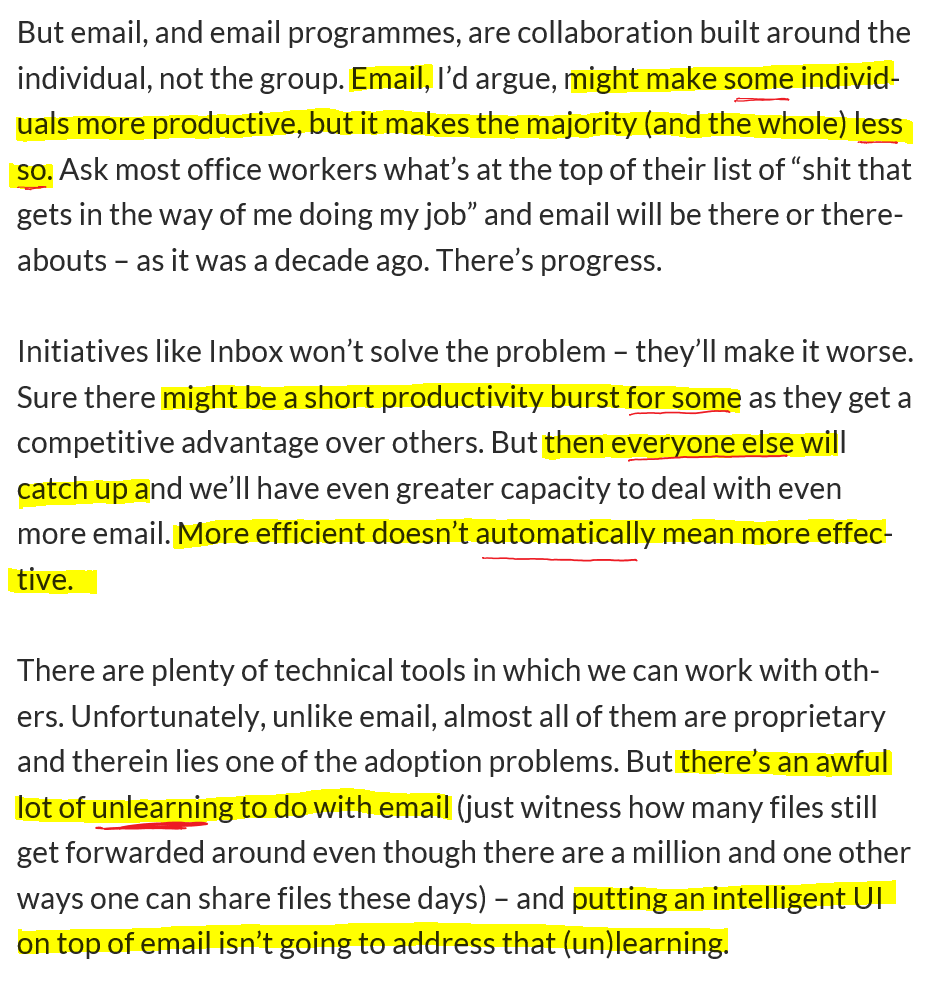 But email, and email programmes, are collaboration built around the
individual, not the group. Email, I’d argue, might make some individ-
uals more productive, but it makes the majority (and the whole) less
so. Ask most office workers what’s at the top of their list of “shit that
gets in the way of me doing my job” and email will be there or there-
abouts – as it was a decade ago. There’s progress.
Initiatives like Inbox won’t solve the problem – they’ll make it worse.
Sure there might be a short productivity burst for some as they get a
competitive advantage over others. But then everyone else will
catch up and we’ll have even greater capacity to deal with even
more email. More efficient doesn’t automatically mean more effec-
tive.
There are plenty of technical tools in which we can work with oth-
ers. Unfortunately, unlike email, almost all of them are proprietary
and therein lies one of the adoption problems. But there’s an awful
lot of unlearning to do with email (just witness how many files still
get forwarded around even though there are a million and one other
ways one can share files these days) – and putting an intelligent UI
on top of email isn’t going to address that (un)learning.